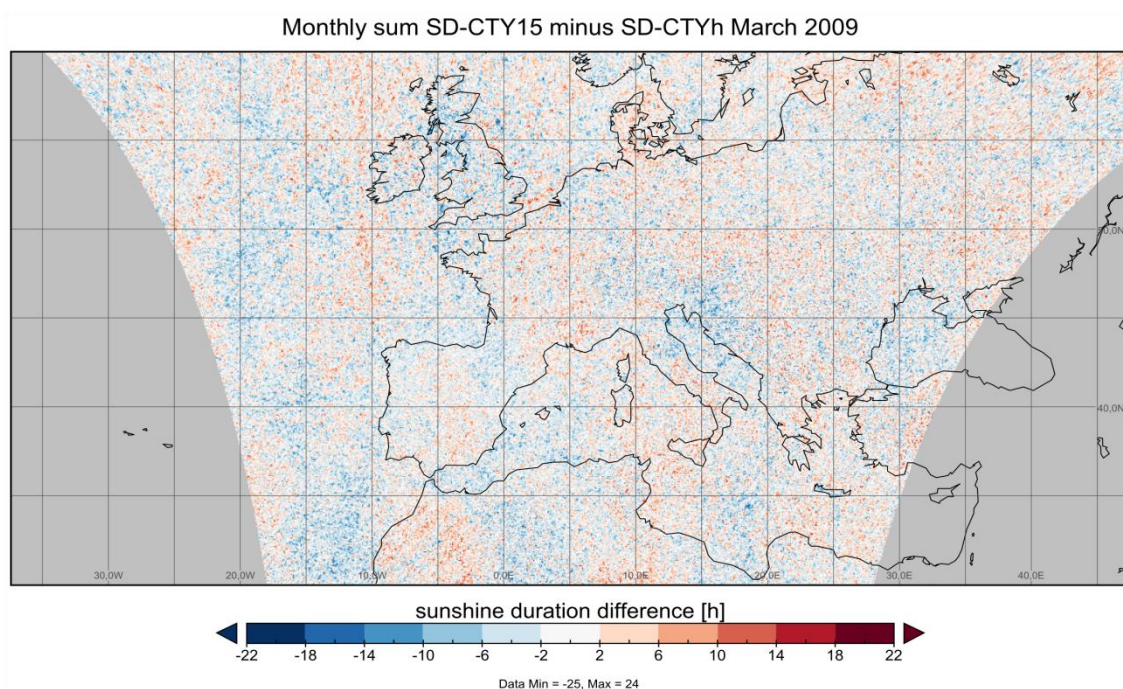 Monthly sum SD-CTY15 minus SD-CTYh March 2009
40,0N
30,0W 20,0W 10,0W 0,0E 10,0E 20,0E 30,0E 40,0E
sunshine duration difference [h]
-22 -18 -14 -10 -6 -2 2 6 10 14 18 22
Data Min = -25, Max = 24